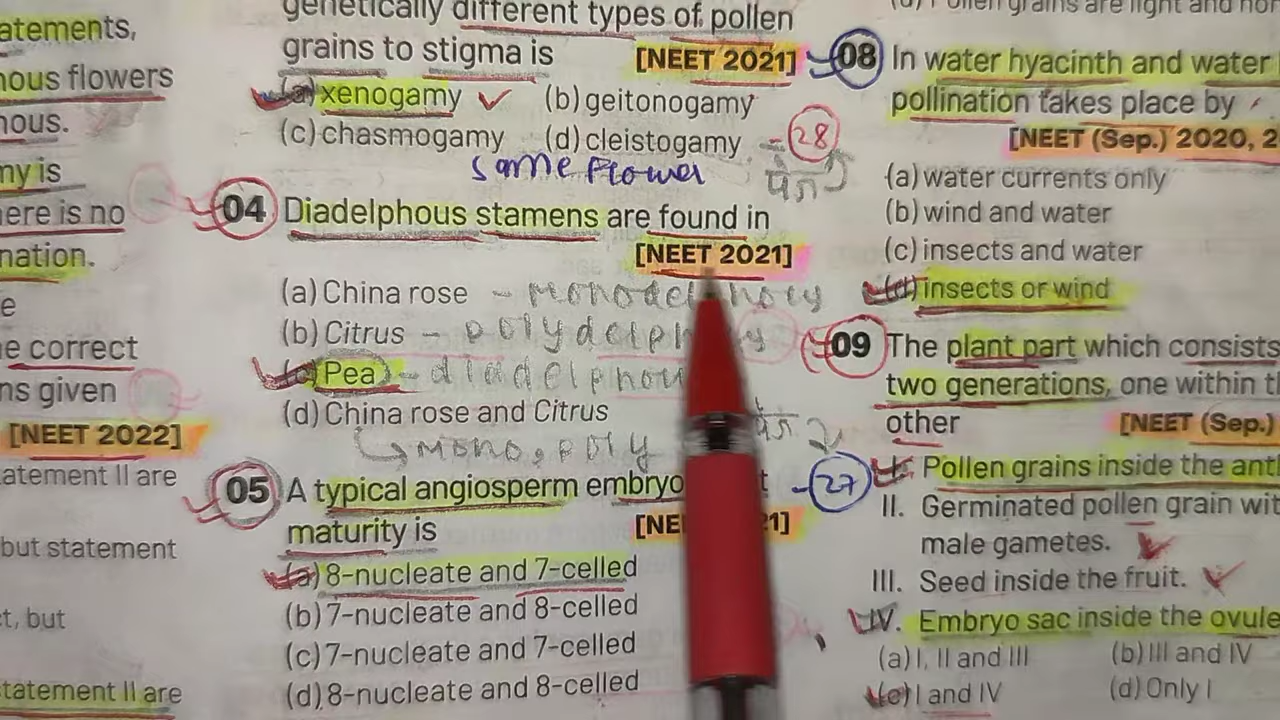 atements,
nous flowers
nous.
my is
here is no
nation.
e
e correct
ns given
[NEET 2022]
atement II are
but statement
ct, but
statement II are
genetically different types of pollen
grains to stigma is [NEET 2021]
(a) xenogamy (b) geitonogamy
(c) chasmogamy (d) cleistogamy - 28
same flower
04 Diadelphous stamens are found in
[NEET 2021]
(a) China rose -
(b) Citrus -
(c) Pea -
(d) China rose and Citrus
mono, poly
05 A typical angiosperm embryo
maturity is
(a) 8-nucleate and 7-celled
(b) 7-nucleate and 8-celled
(c) 7-nucleate and 7-celled
(d) 8-nucleate and 8-celled
08 In water hyacinth and water
pollination takes place by
[NEET (Sep.) 2020, 2
(a) water currents only
(b) wind and water
(c) insects and water
(d) insects or wind
09 The plant part which consists
two generations, one within th
other [NEET (Sep.)
27
I. Pollen grains inside the anth
II. Germinated pollen grain wit
male gametes.
III. Seed inside the fruit.
IV. Embryo sac inside the ovule
(a) I, II and III (b) III and IV
(c) I and IV (d) Only I